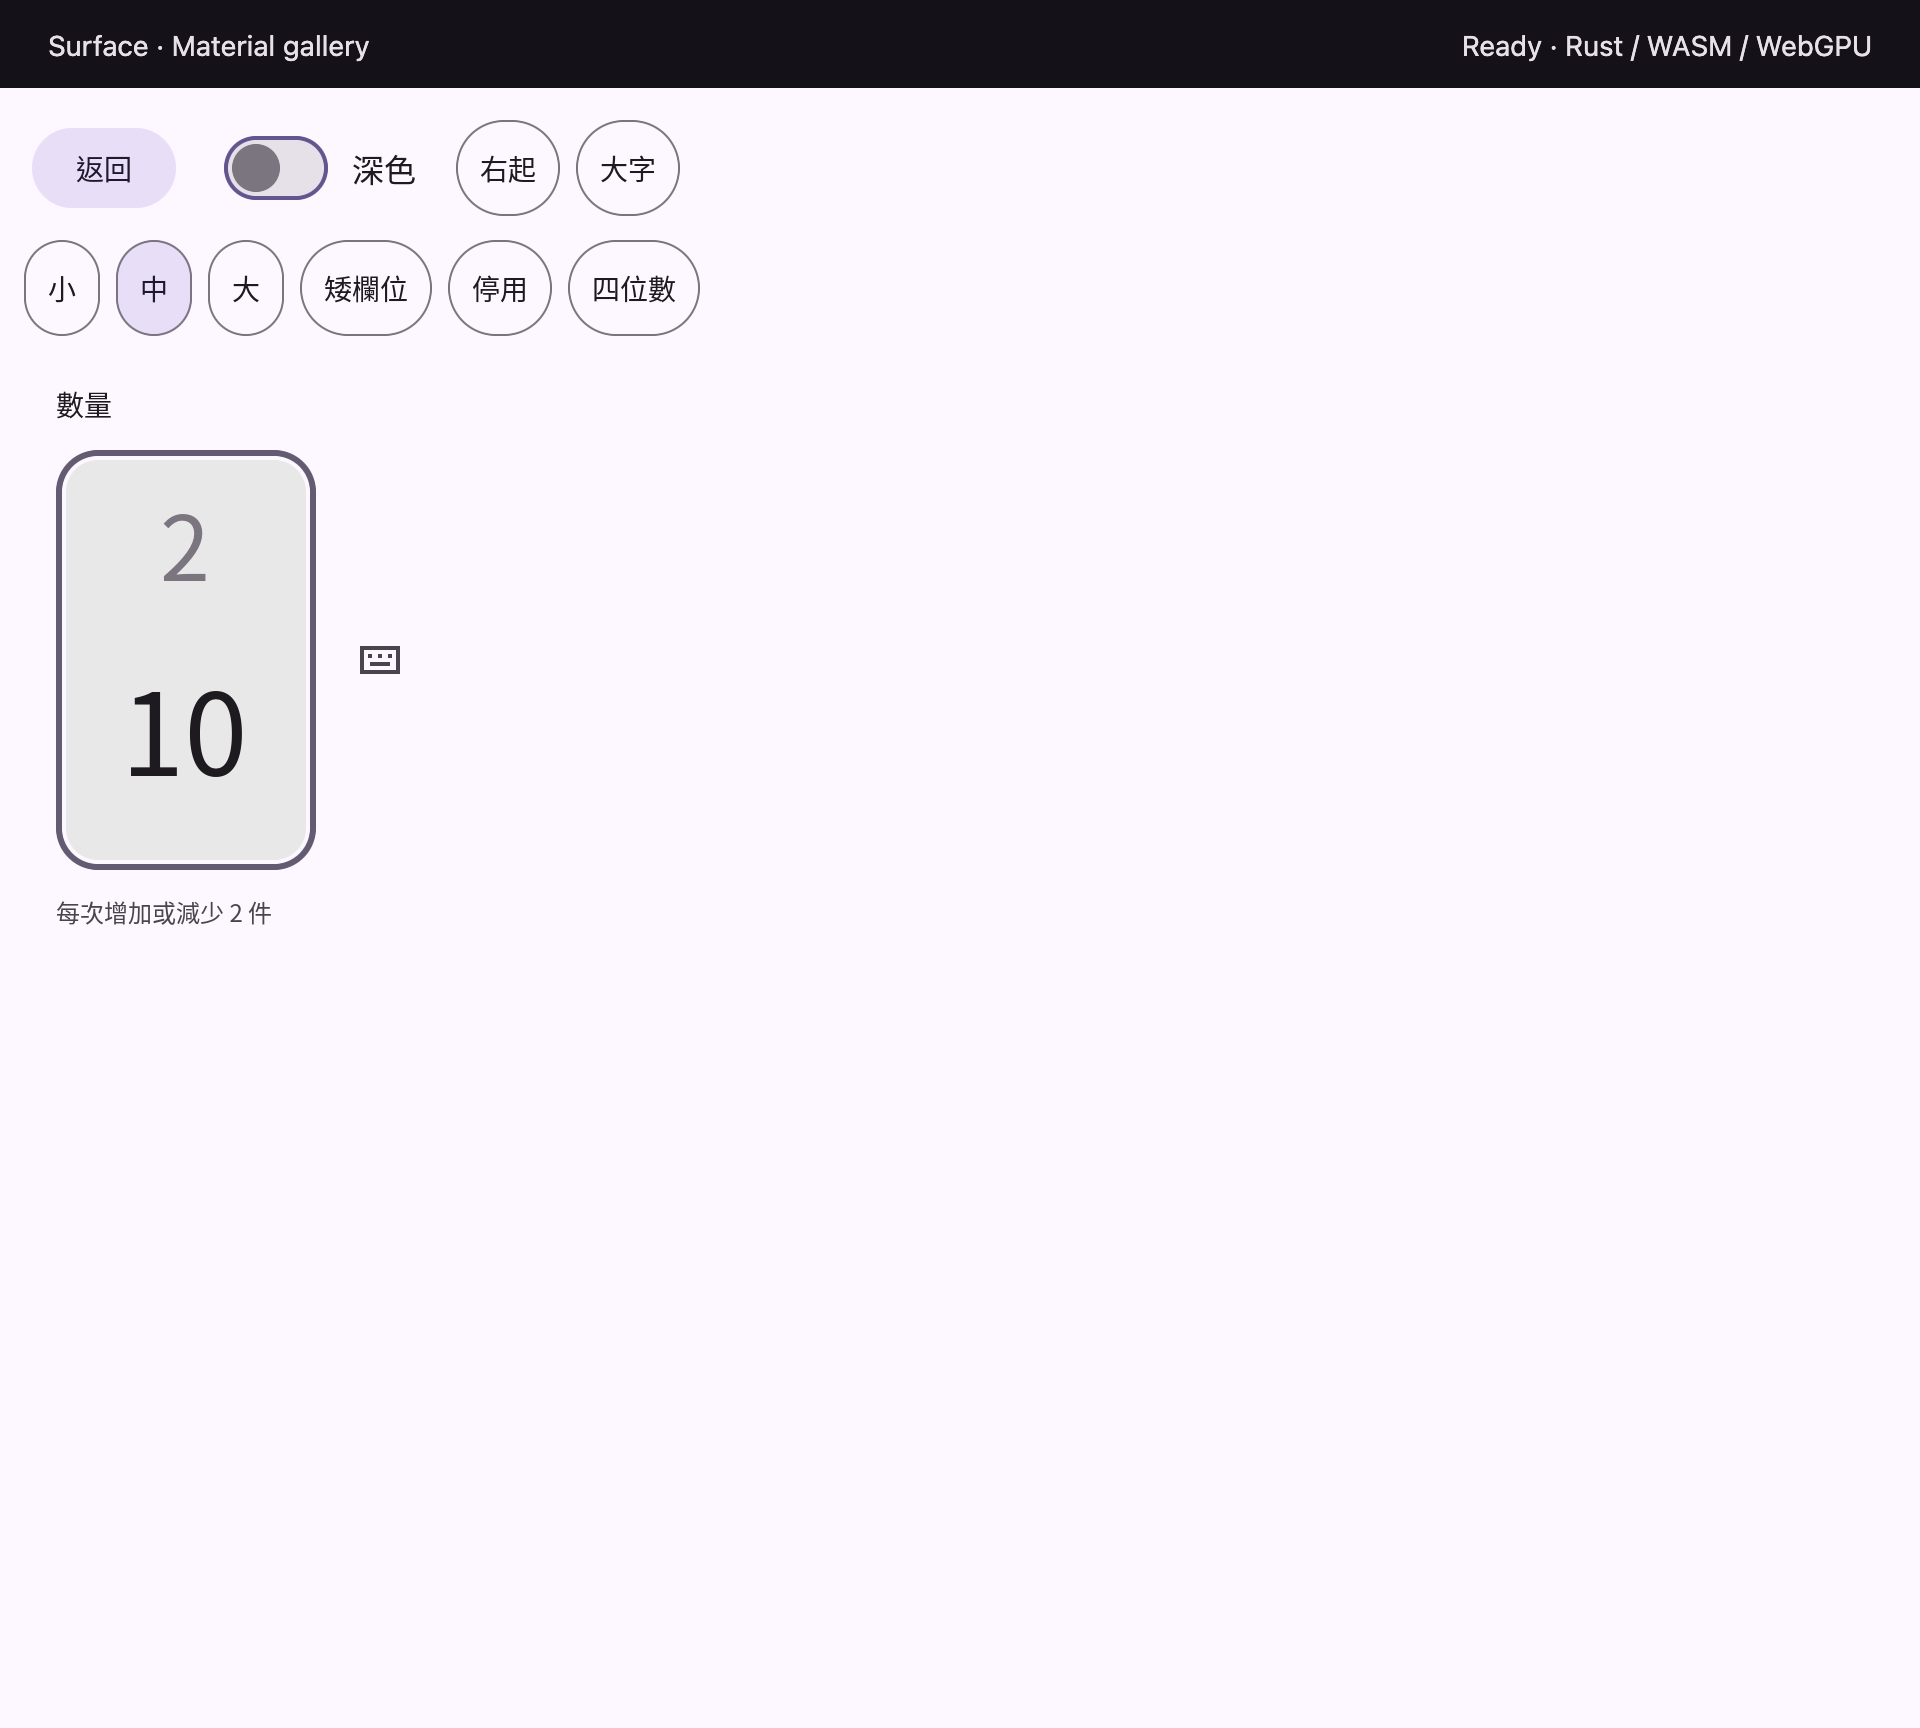 Surface · Material gallery
Ready · Rust / WASM / WebGPU
返回
深色
右起
大字
小
中
大
矮欄位
停用
四位數
數量
2
10
每次增加或減少 2 件